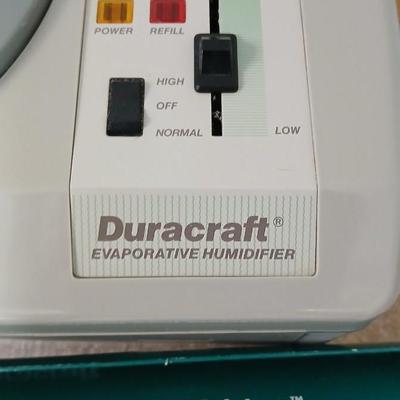 POWER REFILL
HIGH
OFF
NORMAL LOW
Duracraft®
EVAPORATIVE HUMIDIFIER